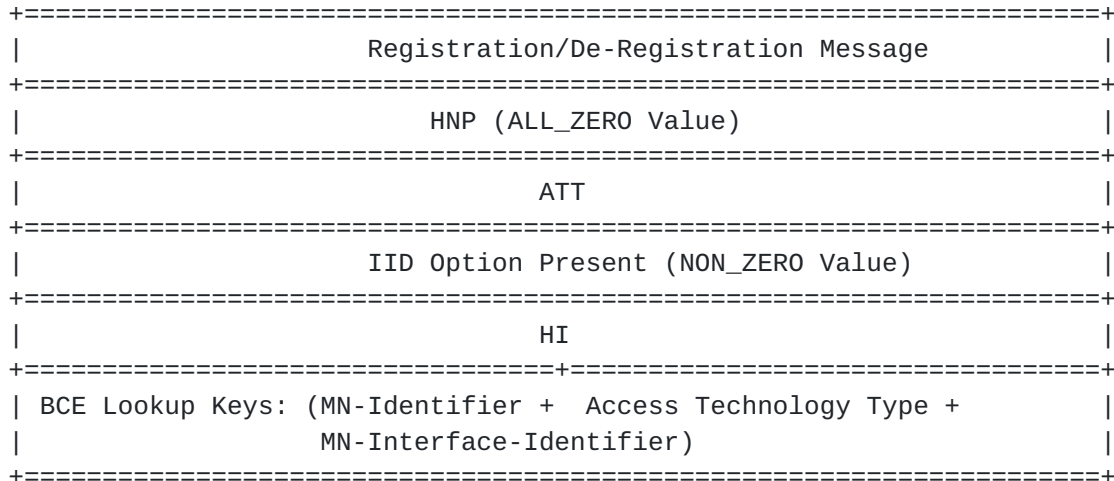 Registration/De-Registration Message
HNP (ALL_ZERO Value)
ATT
IID Option Present (NON_ZERO Value)
HI
BCE Lookup Keys: (MN-Identifier + Access Technology Type +
MN-Interface-Identifier)